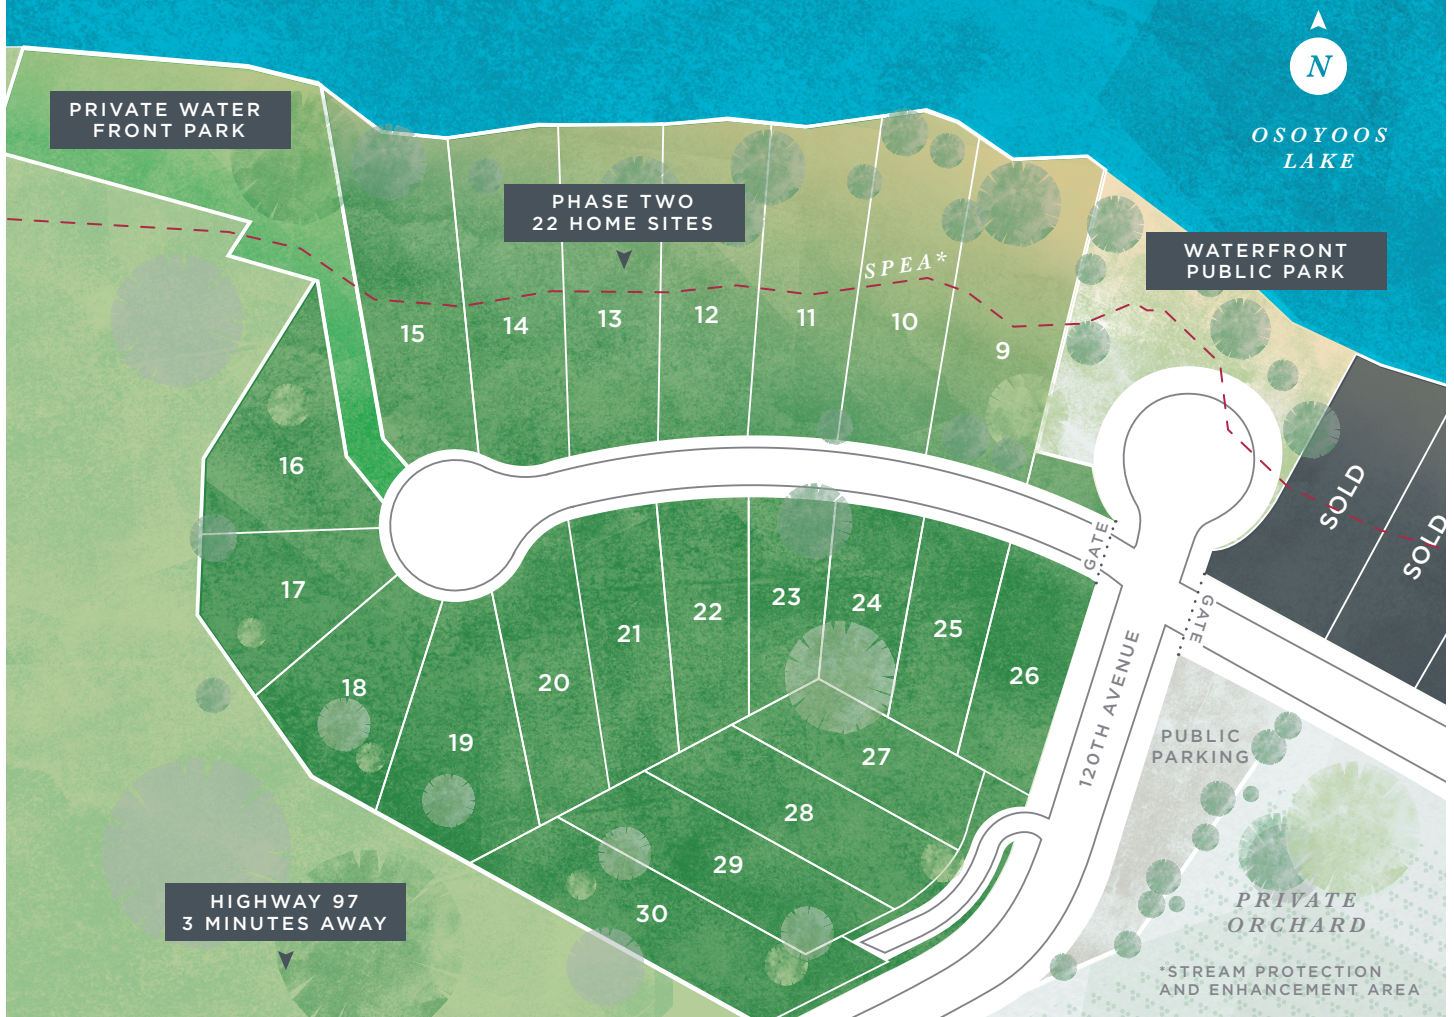 N
OSOYOOS
LAKE
PRIVATE WATER
FRONT PARK
PHASE TWO
22 HOME SITES
WATERFRONT
PUBLIC PARK
SPEA*
15
14
13
12
11
10
9
16
17
18
19
20
21
22
23
24
25
26
27
28
29
30
SOLD
SOLD
GATE
GATE
120TH AVENUE
PUBLIC
PARKING
HIGHWAY 97
3 MINUTES AWAY
PRIVATE
ORCHARD
*STREAM PROTECTION
AND ENHANCEMENT AREA